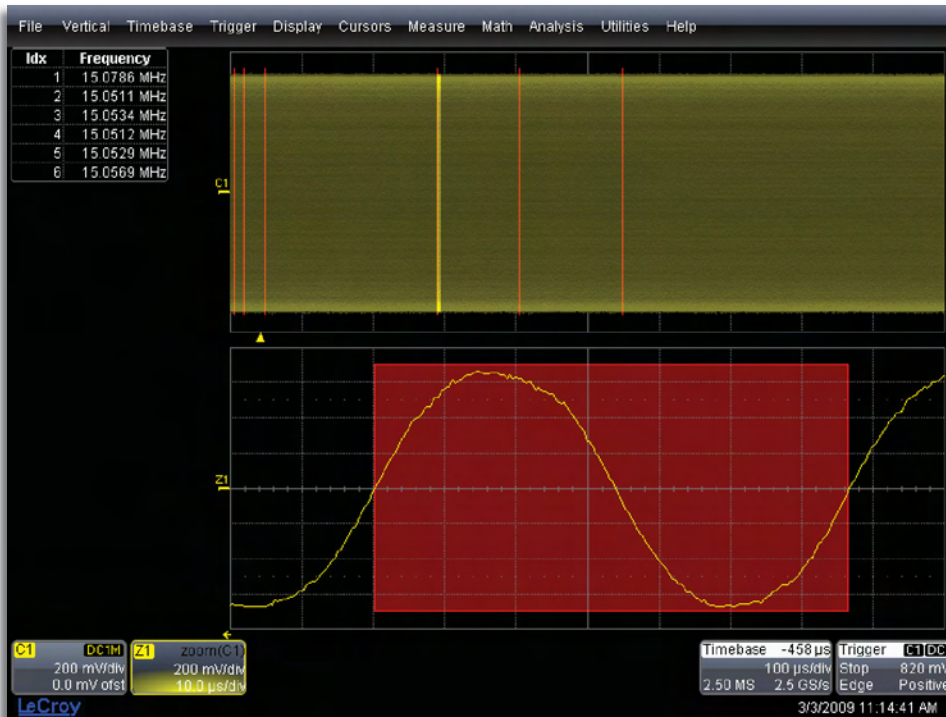 File Vertical Timebase Trigger Display Cursors Measure Math Analysis Utilities Help
Idx Frequency
1 15.0786 MHz
2 15.0511 MHz
3 15.0534 MHz
4 15.0512 MHz
5 15.0529 MHz
6 15.0569 MHz
C1
Z1
C1 DC1M
200 mV/div
0.0 mV ofst
Z1 zoom(C1)
200 mV/div
10.0 µs/div
Timebase -458 µs
100 µs/div
2.50 MS 2.5 GS/s
Trigger C1 DC
Stop 820 mV
Edge Positive
LeCroy
3/3/2009 11:14:41 AM